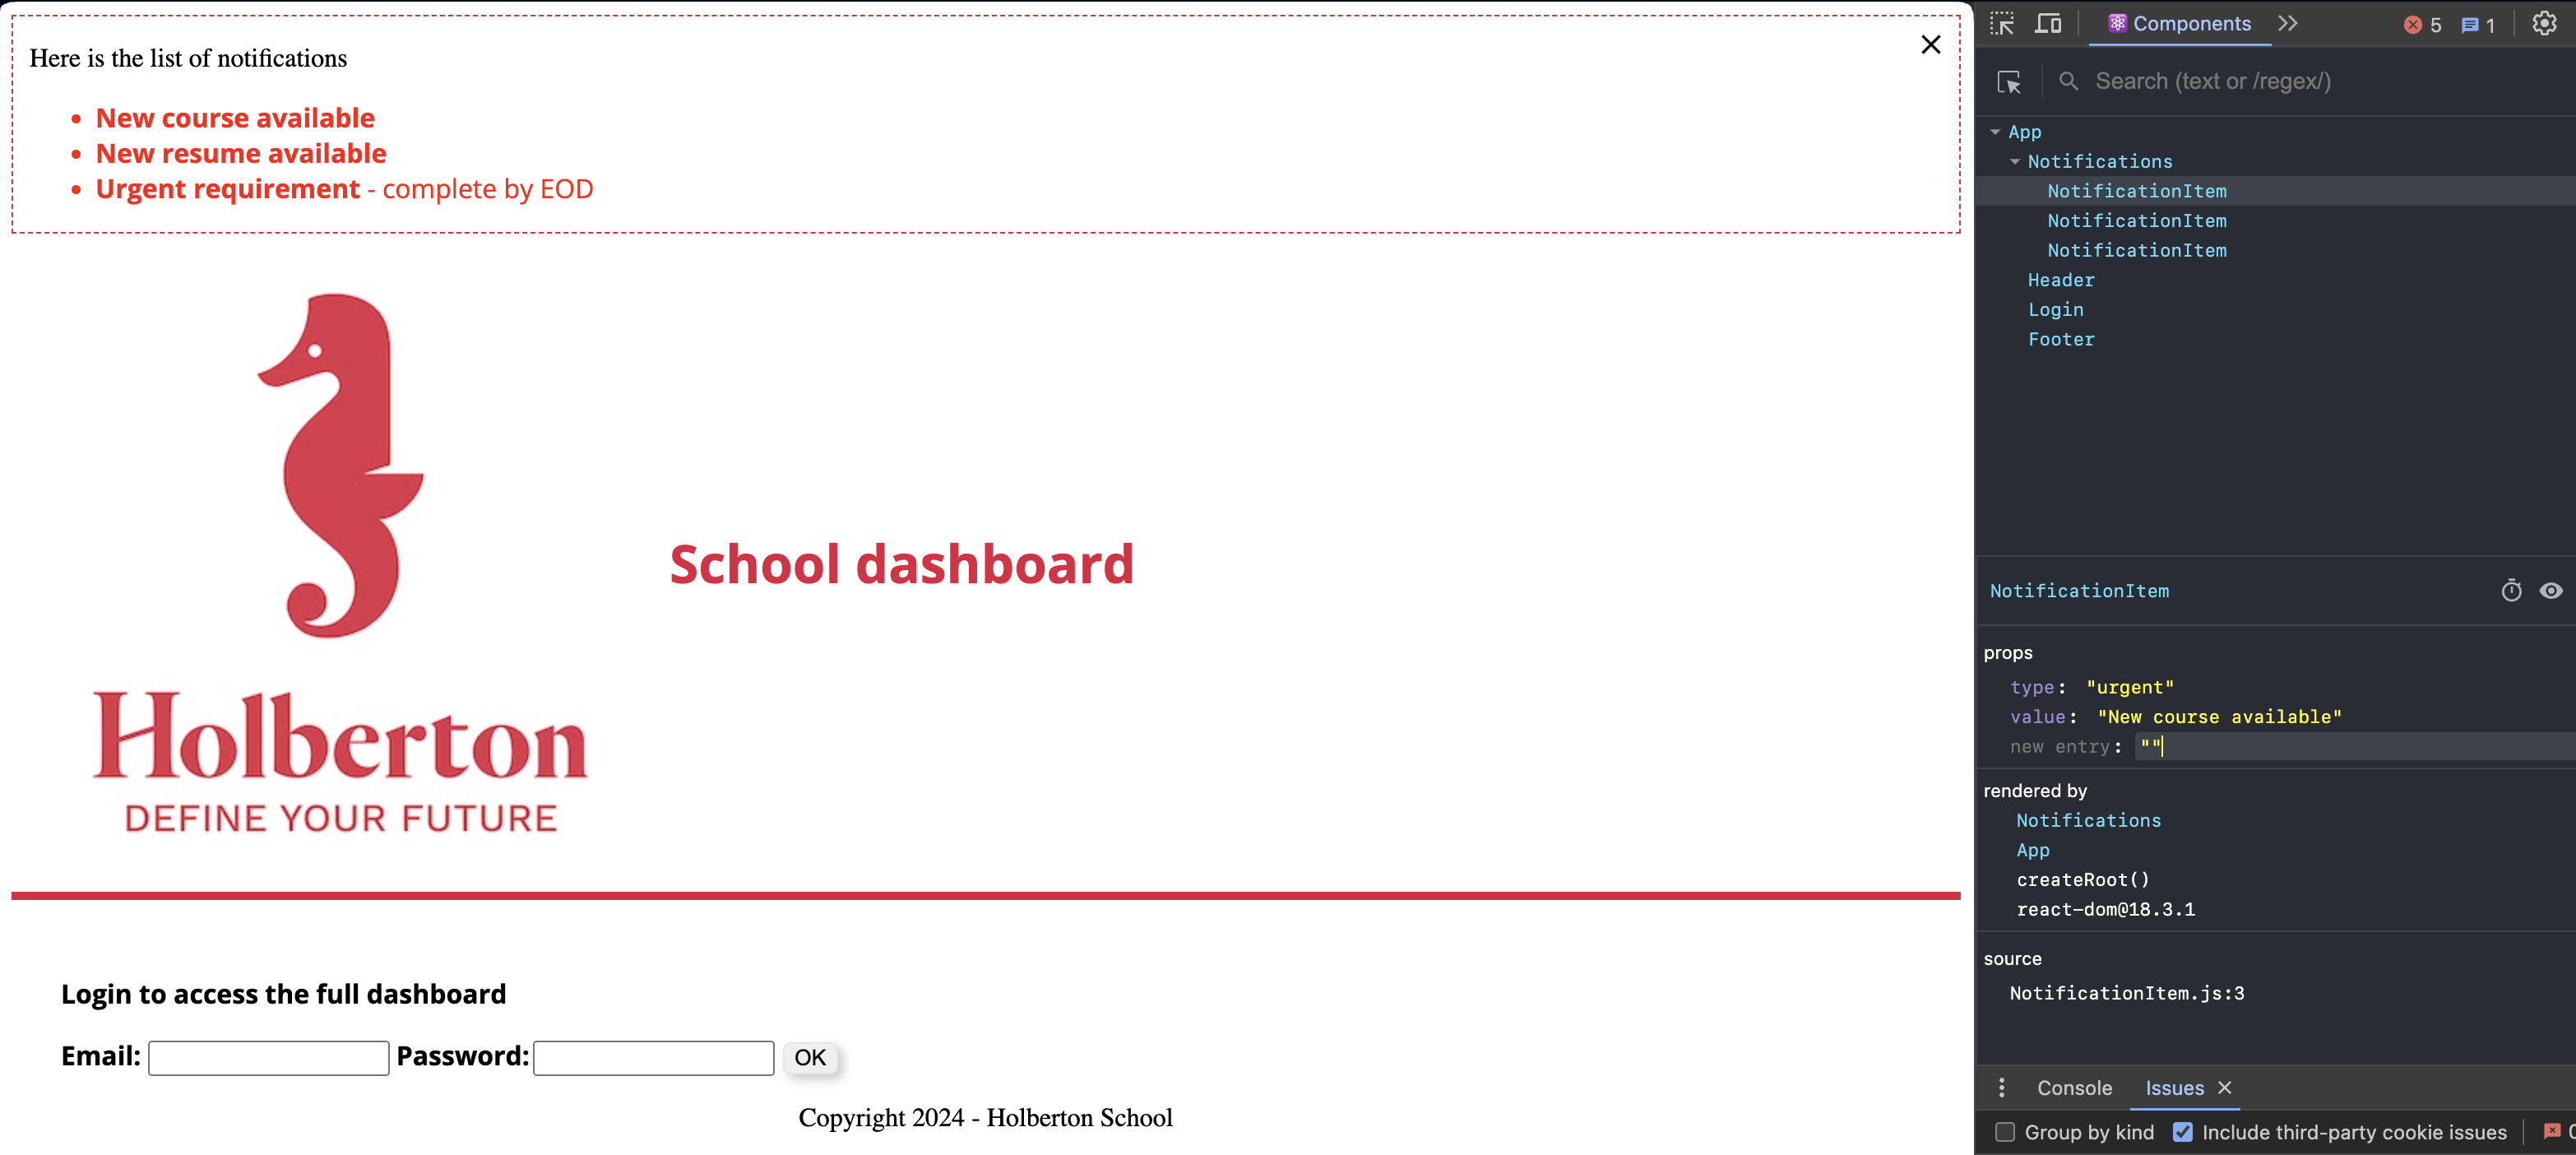 Here is the list of notifications
New course available
New resume available
Urgent requirement - complete by EOD
Holberton
DEFINE YOUR FUTURE
School dashboard
Login to access the full dashboard
Email: Password: OK
Copyright 2024 - Holberton School
Components 5 1
Search (text or /regex/)
App
Notifications
NotificationItem
NotificationItem
NotificationItem
Header
Login
Footer
NotificationItem
props
type: "urgent"
value: "New course available"
new entry: ""
rendered by
Notifications
App
createRoot()
react-dom@18.3.1
source
NotificationItem.js:3
Console Issues
Group by kind Include third-party cookie issues